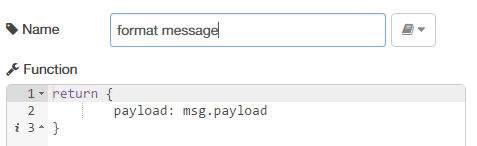 Name format message
Function
1 return {
2 payload: msg.payload
i 3 }